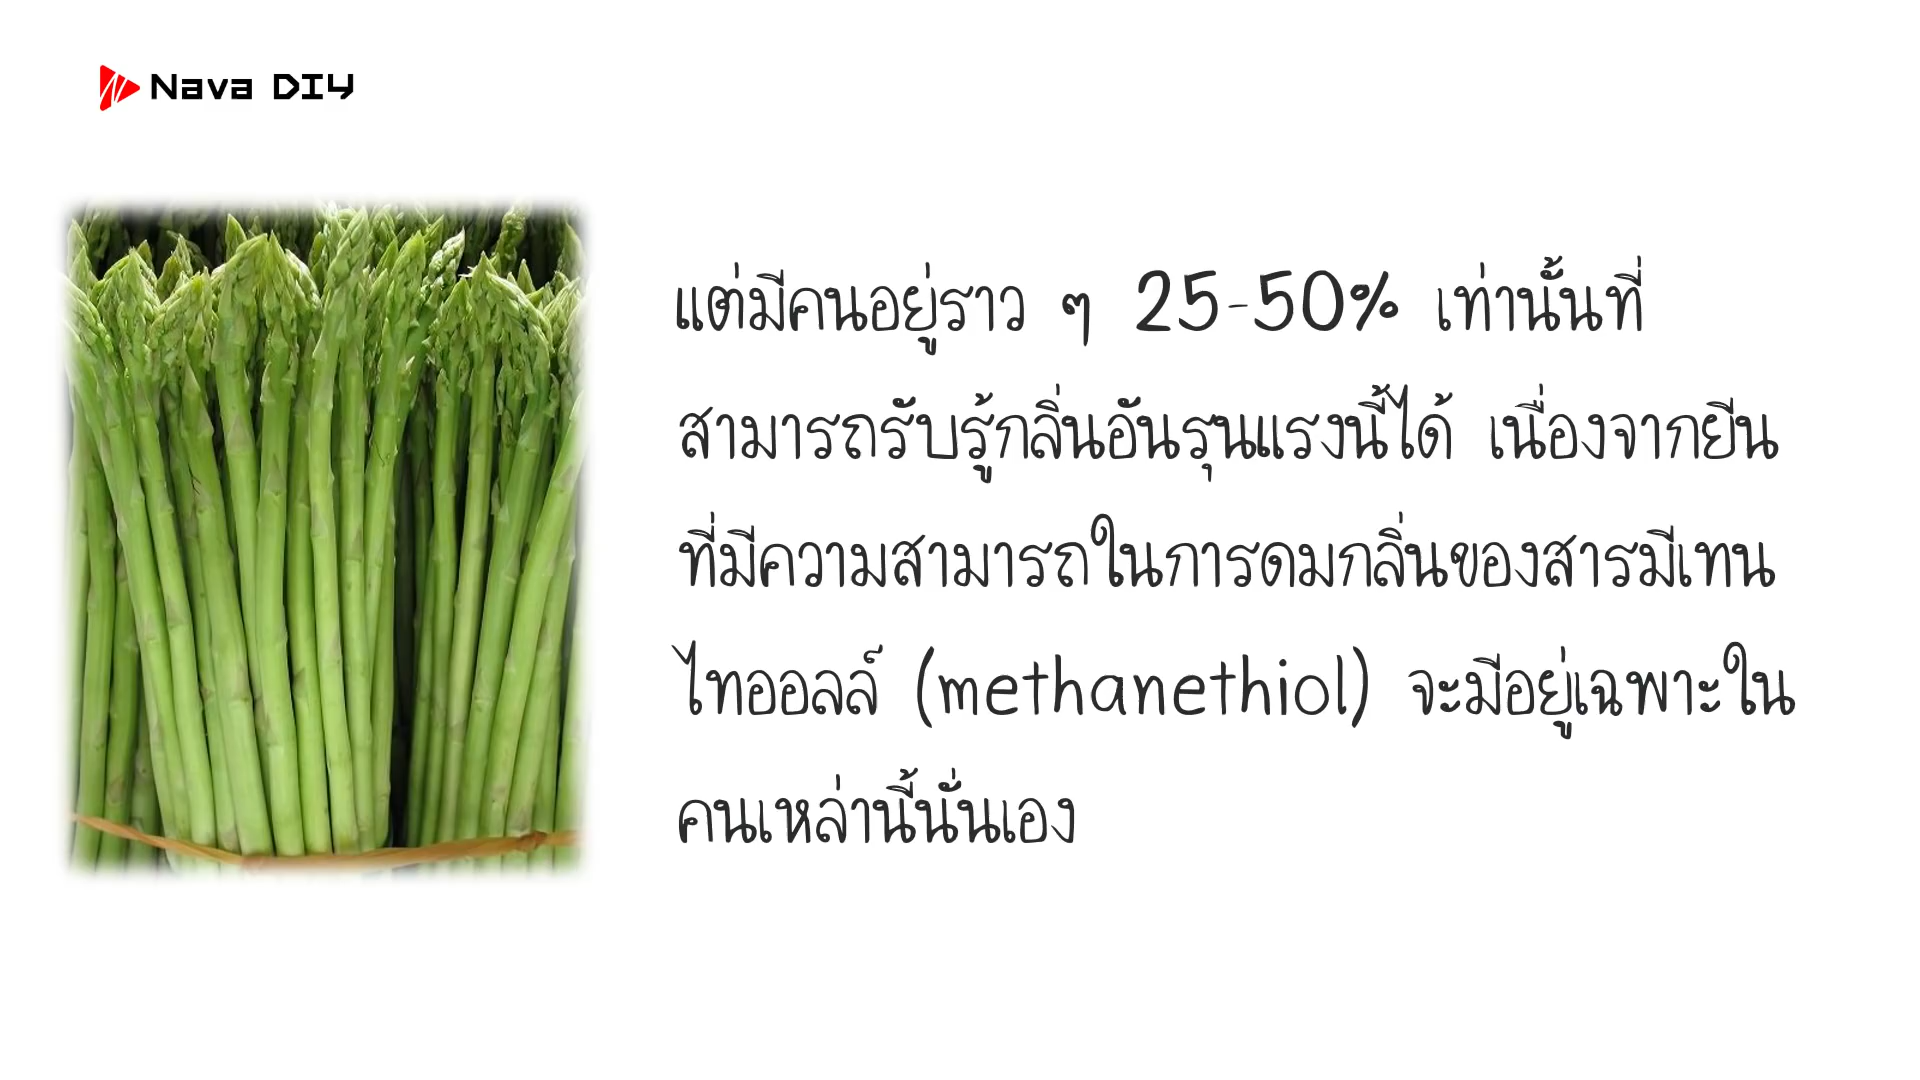 Nava DIY
แต่มีคนอยู่ราว ๆ 25-50% เท่านั้นที่
สามารถรับรู้กลิ่นอันรุนแรงนี้ได้ เนื่องจากยีน
ที่มีความสามารถในการดมกลิ่นของสารมีเทน
ไทออลล์ (methanethiol) จะมีอยู่เฉพาะใน
คนเหล่านี้นั่นเอง